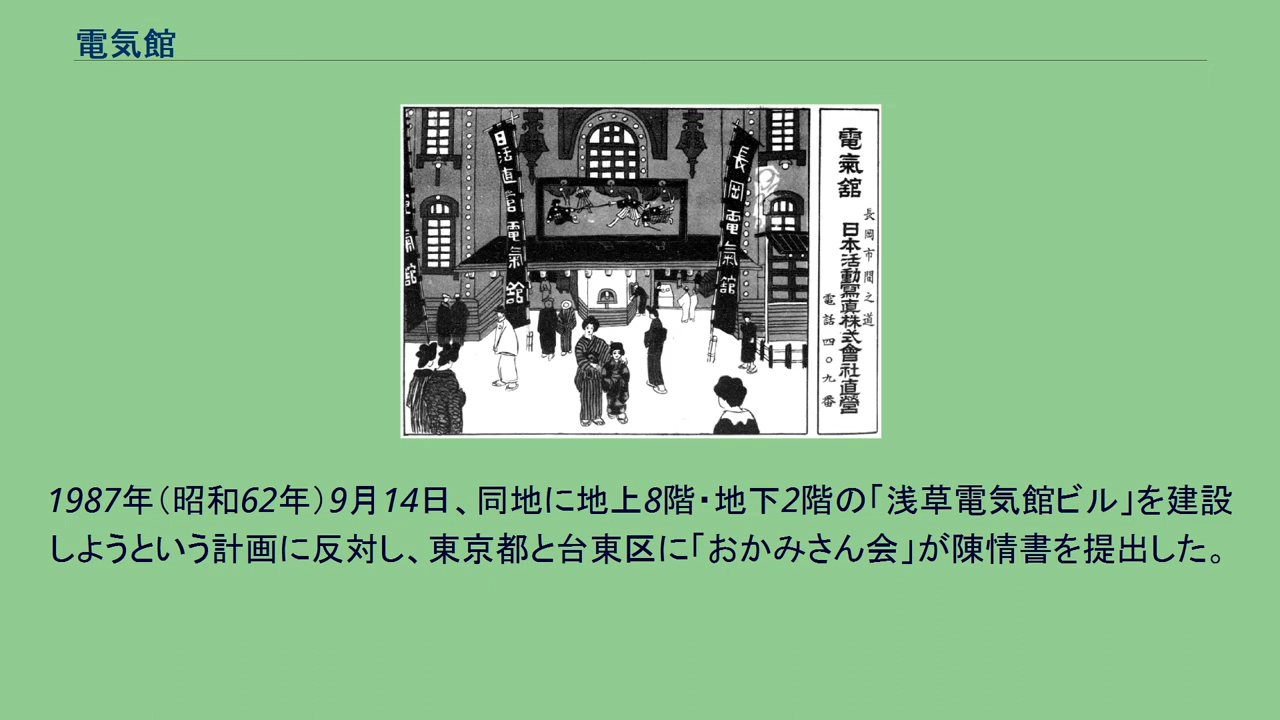 電気館
日活直営電氣舘
長岡電氣舘
電氣舘
長岡市間之道
日本活動寫眞株式會社直營
電話四〇九番
1987年（昭和62年）9月14日、同地に地上8階・地下2階の「浅草電気館ビル」を建設
しようという計画に反対し、東京都と台東区に「おかみさん会」が陳情書を提出した。